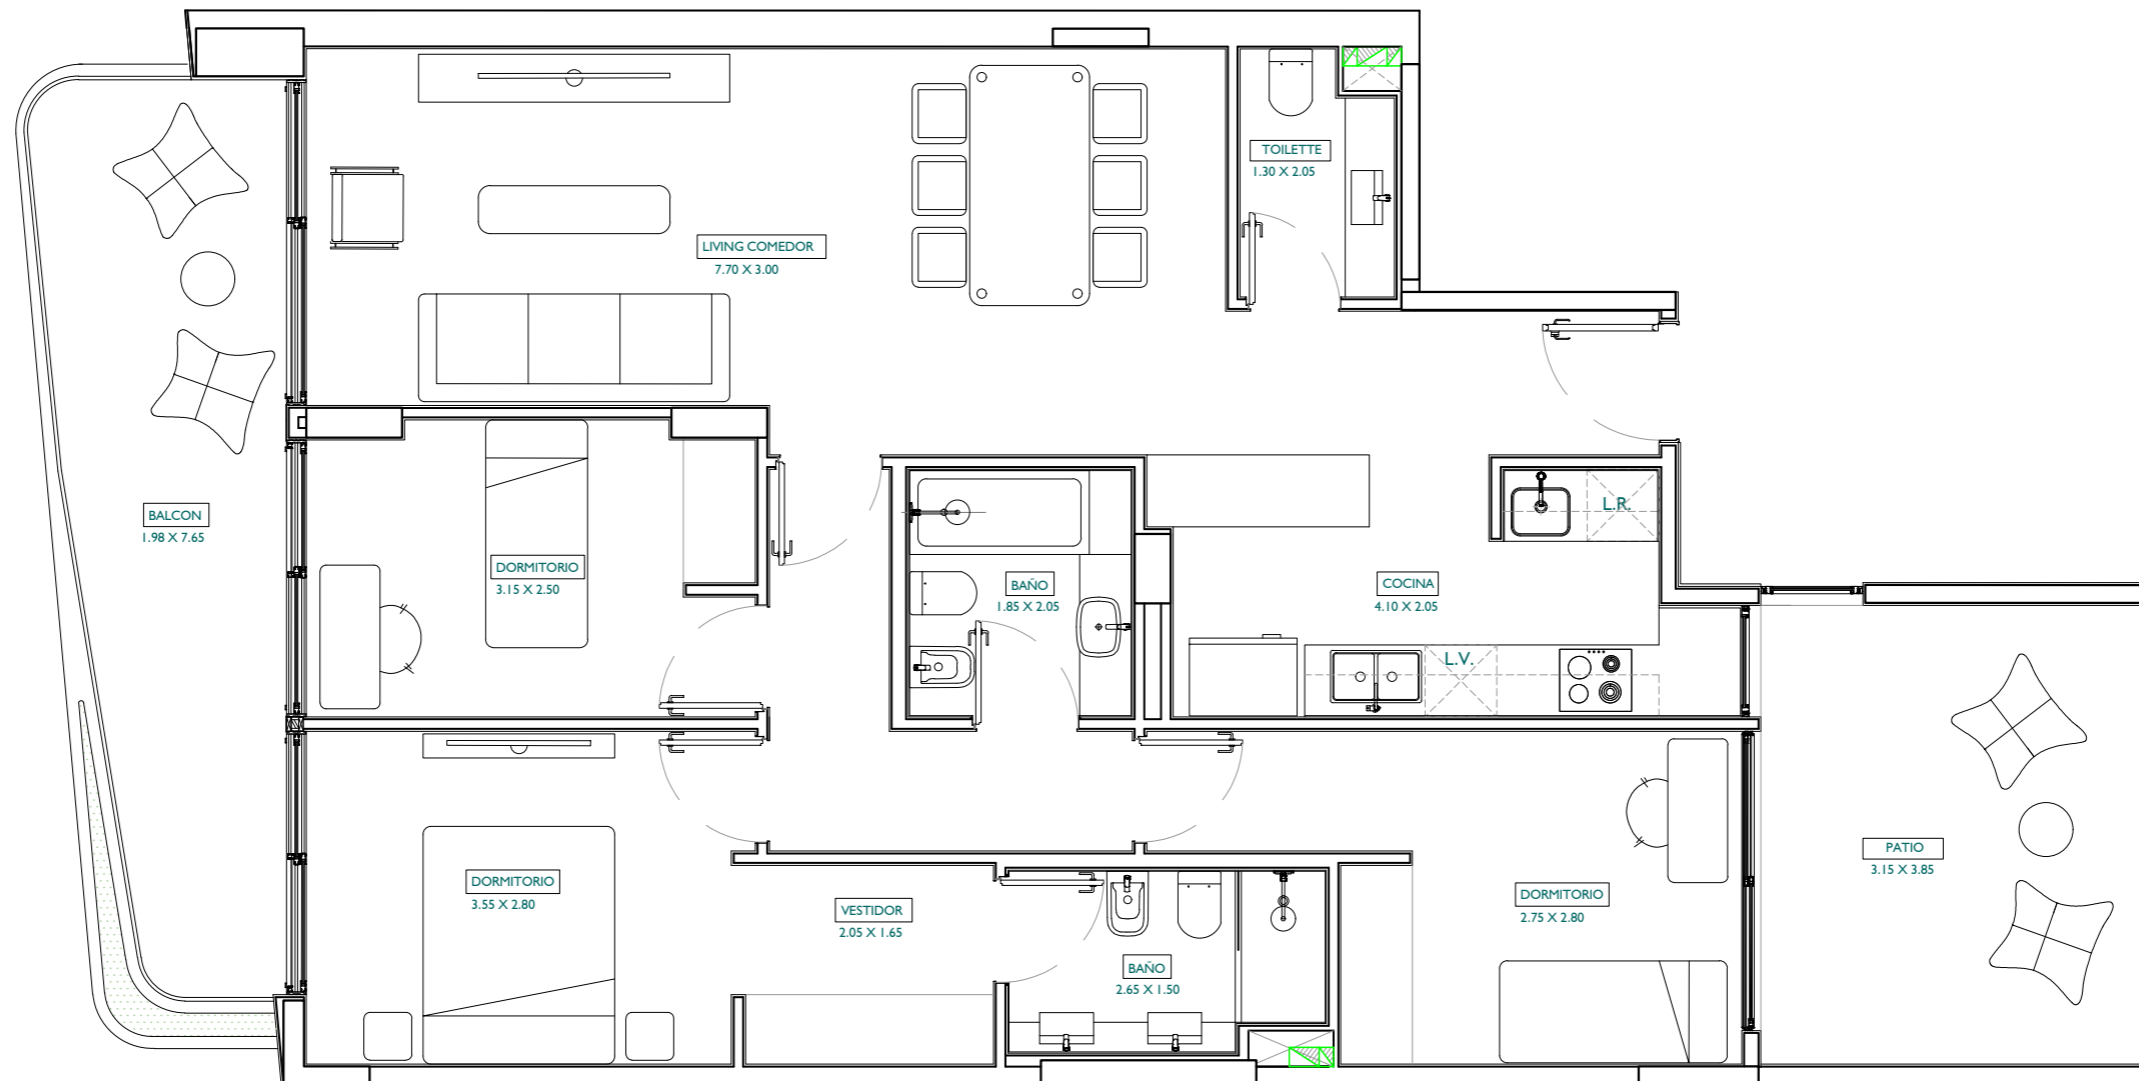 TOILETTE
1.30 X 2.05
LIVING COMEDOR
7.70 X 3.00
BALCON
1.98 X 7.65
DORMITORIO
3.15 X 2.50
BAÑO
1.85 X 2.05
COCINA
4.10 X 2.05
L.R.
L.V.
DORMITORIO
3.55 X 2.80
VESTIDOR
2.05 X 1.65
BAÑO
2.65 X 1.50
DORMITORIO
2.75 X 2.80
PATIO
3.15 X 3.85